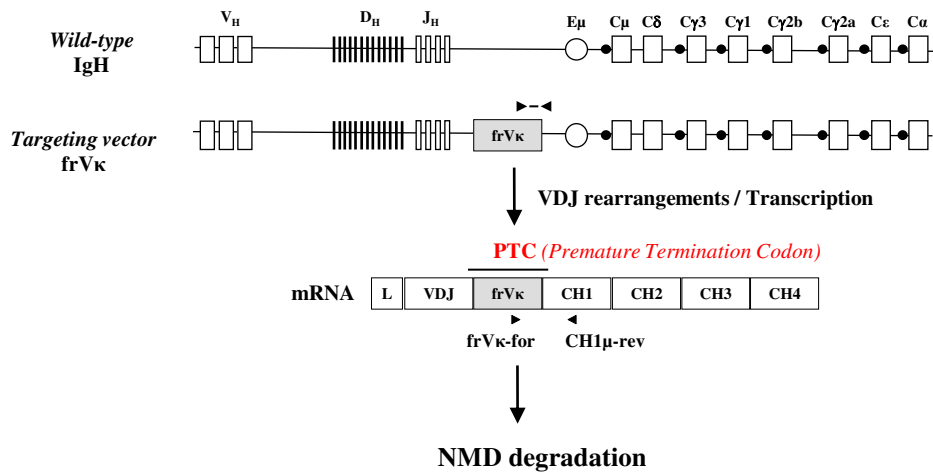 V_H D_H J_H Eμ Cμ Cδ Cγ3 Cγ1 Cγ2b Cγ2a Cε Cα
Wild-type
IgH
Targeting vector
frVκ
frVκ
VDJ rearrangements / Transcription
PTC (Premature Termination Codon)
mRNA L VDJ frVκ CH1 CH2 CH3 CH4
frVκ-for CH1μ-rev
NMD degradation